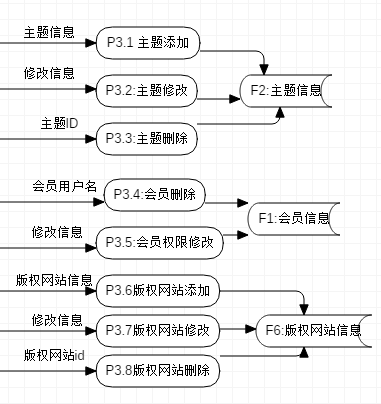 主题信息
P3.1 主题添加
修改信息
P3.2:主题修改
F2:主题信息
主题ID
P3.3:主题删除
会员用户名
P3.4:会员删除
F1:会员信息
修改信息
P3.5:会员权限修改
版权网站信息
P3.6版权网站添加
修改信息
P3.7版权网站修改
F6:版权网站信息
版权网站id
P3.8版权网站删除